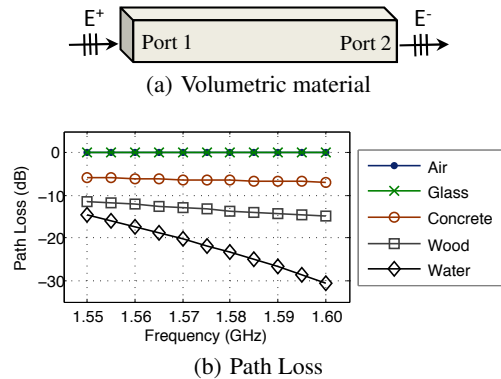 E+ E-
Port 1 Port 2
(a) Volumetric material
0
−10
−20
−30
Path Loss (dB)
1.55 1.56 1.57 1.58 1.59 1.60
Frequency (GHz)
Air
Glass
Concrete
Wood
Water
(b) Path Loss